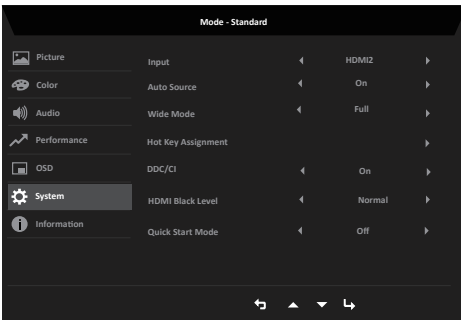 Mode - Standard
Picture
Color
Audio
Performance
OSD
System
Information
Input HDMI2
Auto Source On
Wide Mode Full
Hot Key Assignment
DDC/CI On
HDMI Black Level Normal
Quick Start Mode Off